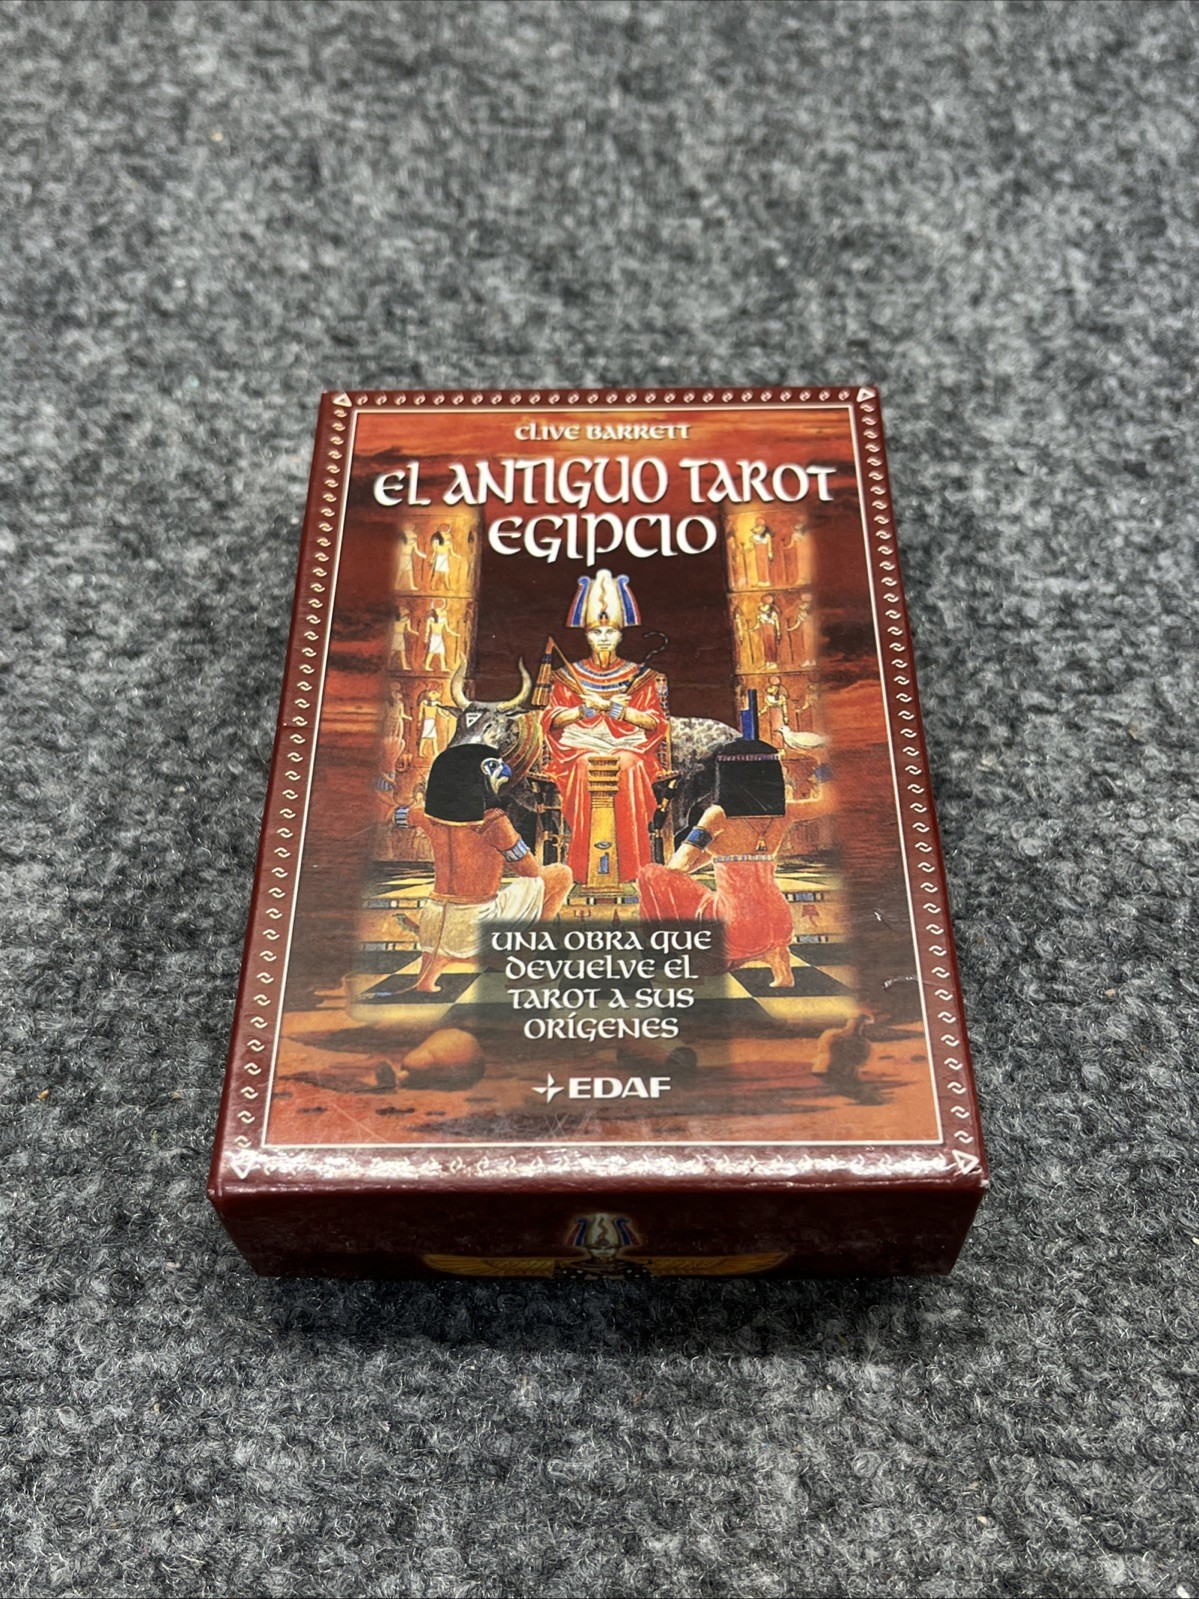 CLIVE BARRETT
EL ANTIGUO TAROT
EGIPCIO
UNA OBRA QUE
DEVUELVE EL
TAROT A SUS
ORÍGENES
EDAF